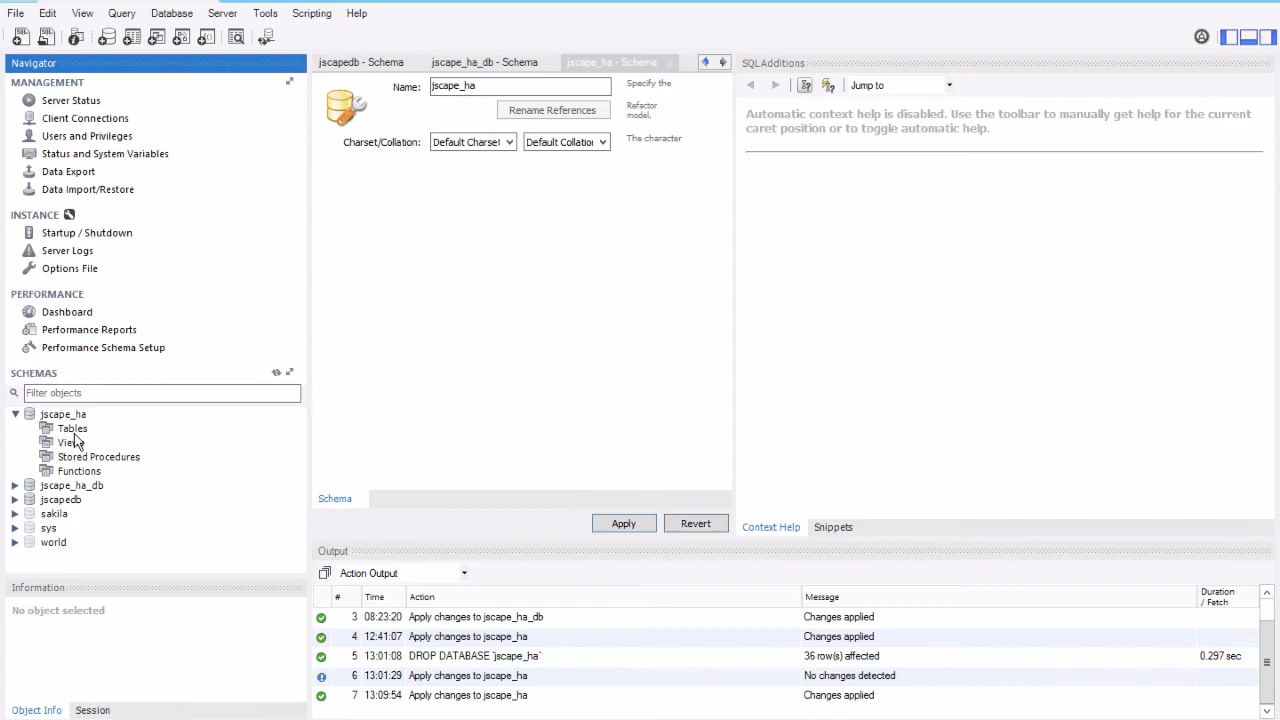 File Edit View Query Database Server Tools Scripting Help
Navigator
MANAGEMENT
Server Status
Client Connections
Users and Privileges
Status and System Variables
Data Export
Data Import/Restore
INSTANCE
Startup / Shutdown
Server Logs
Options File
PERFORMANCE
Dashboard
Performance Reports
Performance Schema Setup
SCHEMAS
Filter objects
jscape_ha
Tables
Stored Procedures
Functions
jscape_ha_db
jscapedb
sakila
sys
world
Information
No object selected
Object Info Session
jscapedb - Schema jscape_ha_db - Schema jscape_ha - Schema
Name: jscape_ha Specify the
Rename References Refactor
model,
Charset/Collation: Default Charset Default Collation The character
Schema
Apply Revert
SQLAdditions
Jump to
Automatic context help is disabled. Use the toolbar to manually get help for the current
caret position or to toggle automatic help.
Context Help Snippets
Output
Action Output
# Time Action Message Duration
/ Fetch
3 08:23:20 Apply changes to jscape_ha_db Changes applied
4 12:41:07 Apply changes to jscape_ha Changes applied
5 13:01:08 DROP DATABASE `jscape_ha` 36 row(s) affected 0.297 sec
6 13:01:29 Apply changes to jscape_ha No changes detected
7 13:09:54 Apply changes to jscape_ha Changes applied